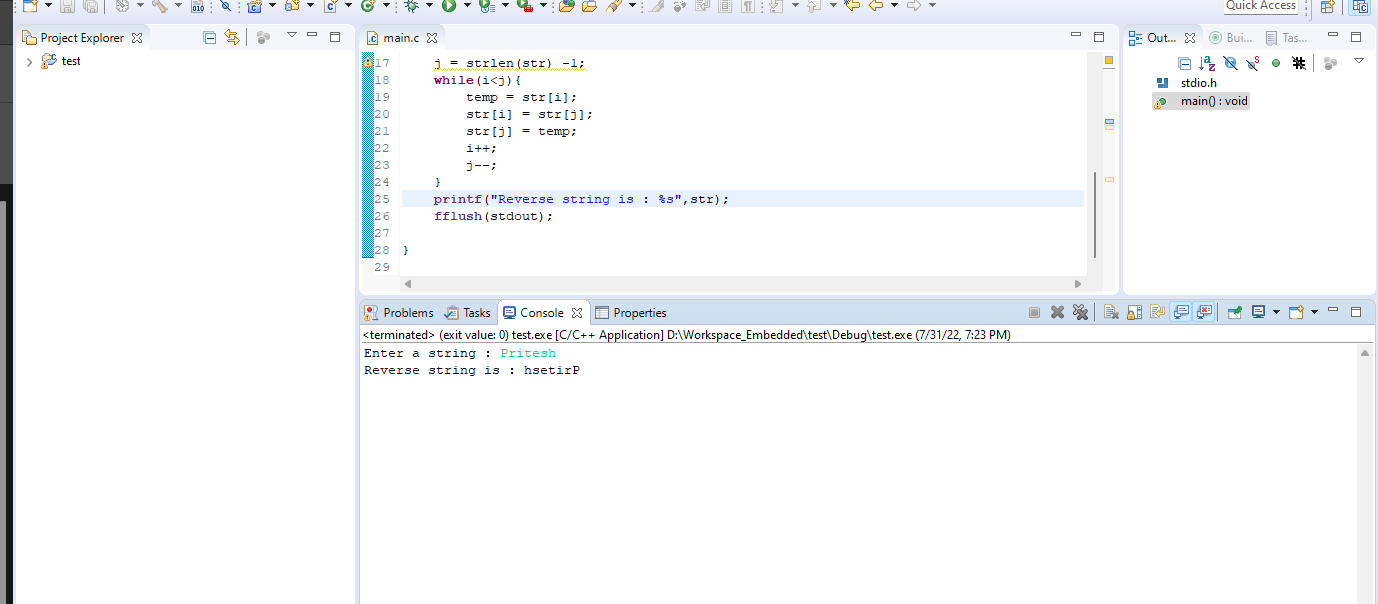 Quick Access
Project Explorer
test
main.c
17 j = strlen(str) -1;
18 while(i<j){
19 temp = str[i];
20 str[i] = str[j];
21 str[j] = temp;
22 i++;
23 j--;
24 }
25 printf("Reverse string is : %s",str);
26 fflush(stdout);
27
28 }
29
Out... Bui... Tas...
stdio.h
main() : void
Problems Tasks Console Properties
<terminated> (exit value: 0) test.exe [C/C++ Application] D:\Workspace_Embedded\test\Debug\test.exe (7/31/22, 7:23 PM)
Enter a string : Pritesh
Reverse string is : hsetirP